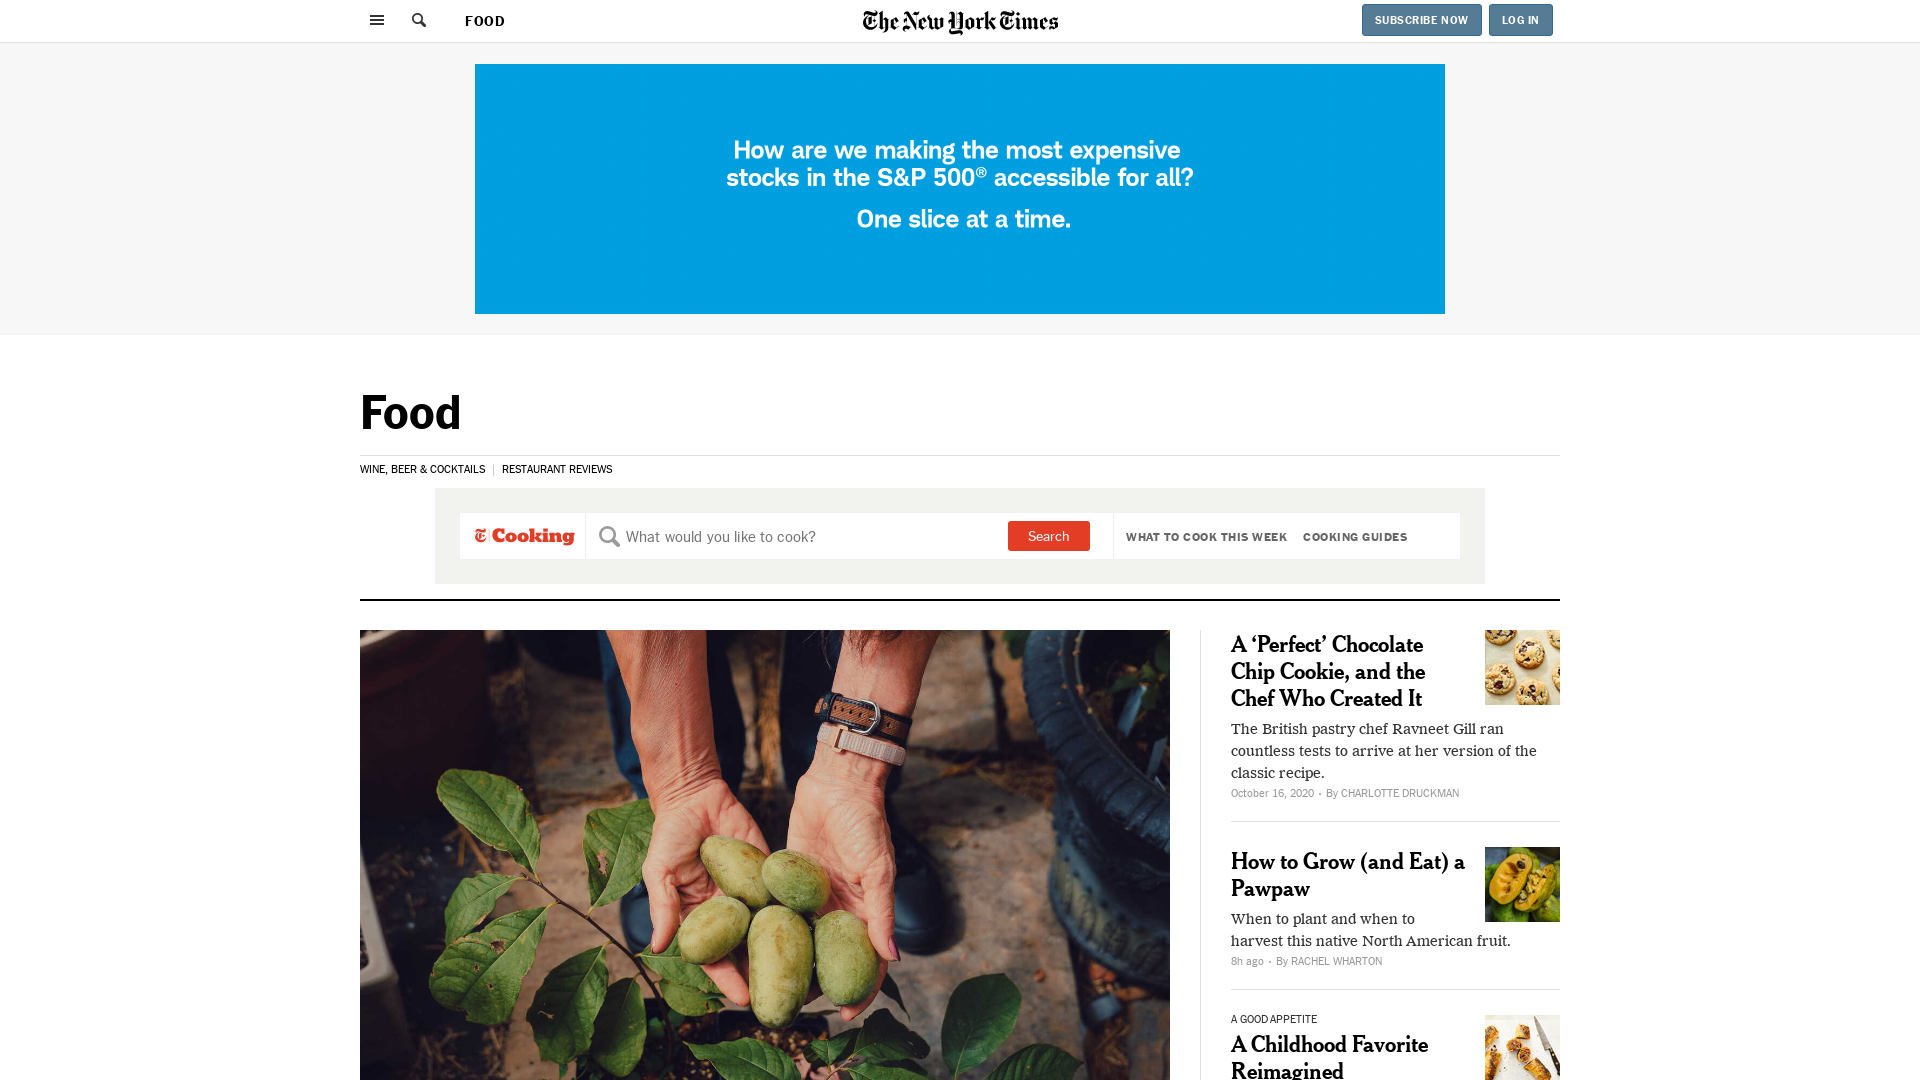 FOOD
The New York Times
SUBSCRIBE NOW
LOG IN
How are we making the most expensive
stocks in the S&P 500® accessible for all?
One slice at a time.
Food
WINE, BEER & COCKTAILS
RESTAURANT REVIEWS
Cooking
What would you like to cook?
Search
WHAT TO COOK THIS WEEK
COOKING GUIDES
A ‘Perfect’ Chocolate
Chip Cookie, and the
Chef Who Created It
The British pastry chef Ravneet Gill ran
countless tests to arrive at her version of the
classic recipe.
October 16, 2020 • By CHARLOTTE DRUCKMAN
How to Grow (and Eat) a
Pawpaw
When to plant and when to
harvest this native North American fruit.
8h ago • By RACHEL WHARTON
A GOOD APPETITE
A Childhood Favorite
Reimagined